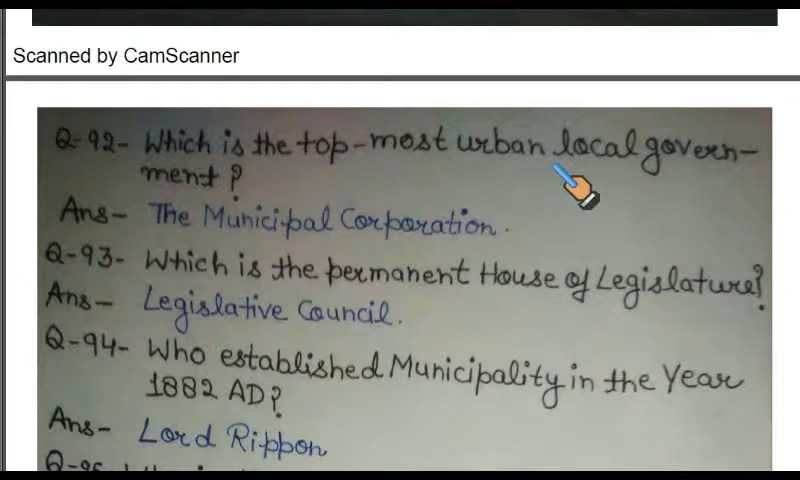 Scanned by CamScanner
Q-92- Which is the top-most urban local govern-
ment?
Ans- The Municipal Corporation.
Q-93- Which is the permanent House of Legislature?
Ans- Legislative Council.
Q-94- Who established Municipality in the Year
1882 AD?
Ans- Lord Rippon